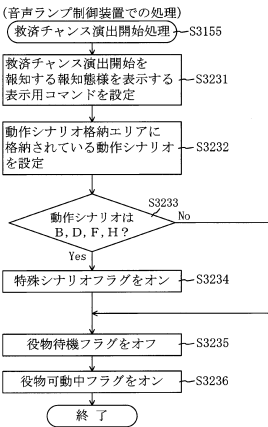 (音声ランプ制御装置での処理)
救済チャンス演出開始処理
S3155
救済チャンス演出開始を
報知する報知態様を表示する
表示用コマンドを設定
S3231
動作シナリオ格納エリアに
格納されている動作シナリオ
を設定
S3232
S3233
動作シナリオは
B, D, F, H?
No
Yes
特殊シナリオフラグをオン
S3234
役物待機フラグをオフ
S3235
役物可動中フラグをオン
S3236
終了